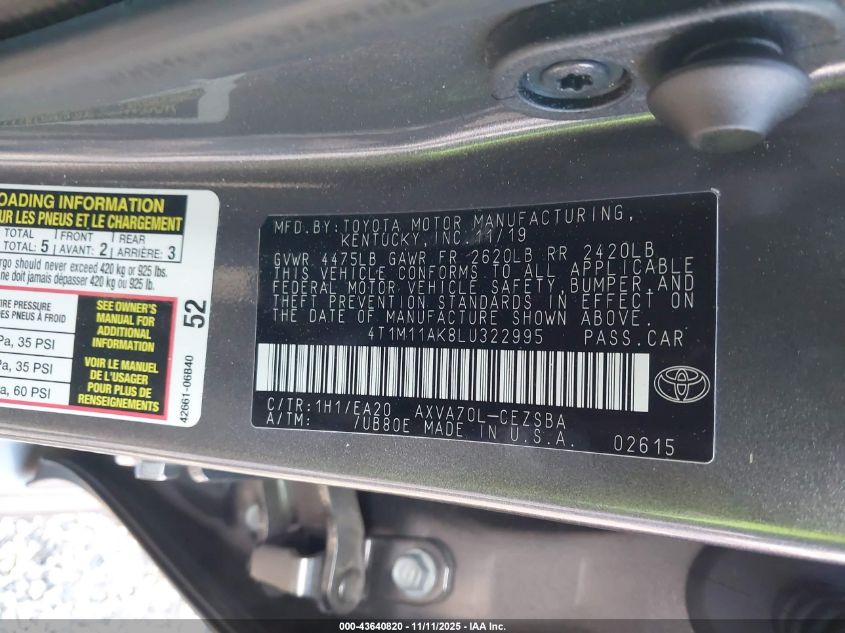 OADING INFORMATION
UR LES PNEUS ET LE CHARGEMENT
TOTAL FRONT REAR
TOTAL: 5 AVANT: 2 ARRIÈRE: 3
rgo should never exceed 420 kg or 925 lbs.
ne doit jamais dépasser 420 kg ou 925 lb.
IRE PRESSURE
DES PNEUS À FROID
Pa, 35 PSI
Pa, 35 PSI
a, 60 PSI
SEE OWNER'S
MANUAL FOR
ADDITIONAL
INFORMATION
VOIR LE MANUEL
DE L'USAGER
POUR PLUS DE
RENSEIGNEMENTS
52
42661-06B40
MFD.BY:TOYOTA MOTOR MANUFACTURING,
KENTUCKY,INC.11/19
GVWR 4475LB GAWR FR 2620LB RR 2420LB
THIS VEHICLE CONFORMS TO ALL APPLICABLE
FEDERAL MOTOR VEHICLE SAFETY,BUMPER,AND
THEFT PREVENTION STANDARDS IN EFFECT ON
THE DATE OF MANUFACTURE SHOWN ABOVE.
4T1M11AK8LU322995 PASS.CAR
C/TR:1H1/EA20 AXVA70L-CEZSBA
A/TM: 7UB80E MADE IN U.S.A. 02615
000-43640820 - 11/11/2025 - IAA Inc.